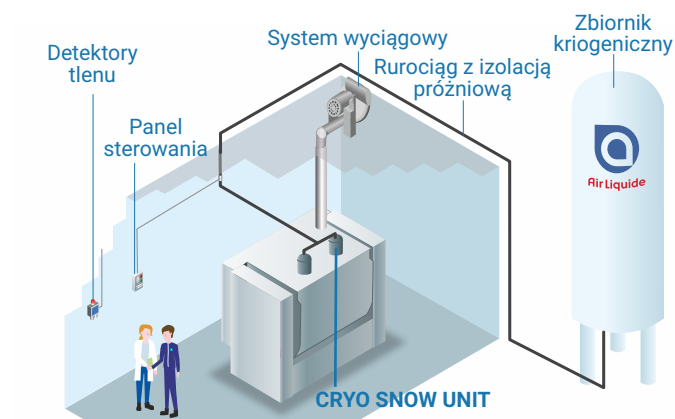 Zbiornik
kriogeniczny
System wyciągowy
Detektory
tlenu
Rurociąg z izolacją
próżniową
Panel
sterowania
Air Liquide
CRYO SNOW UNIT